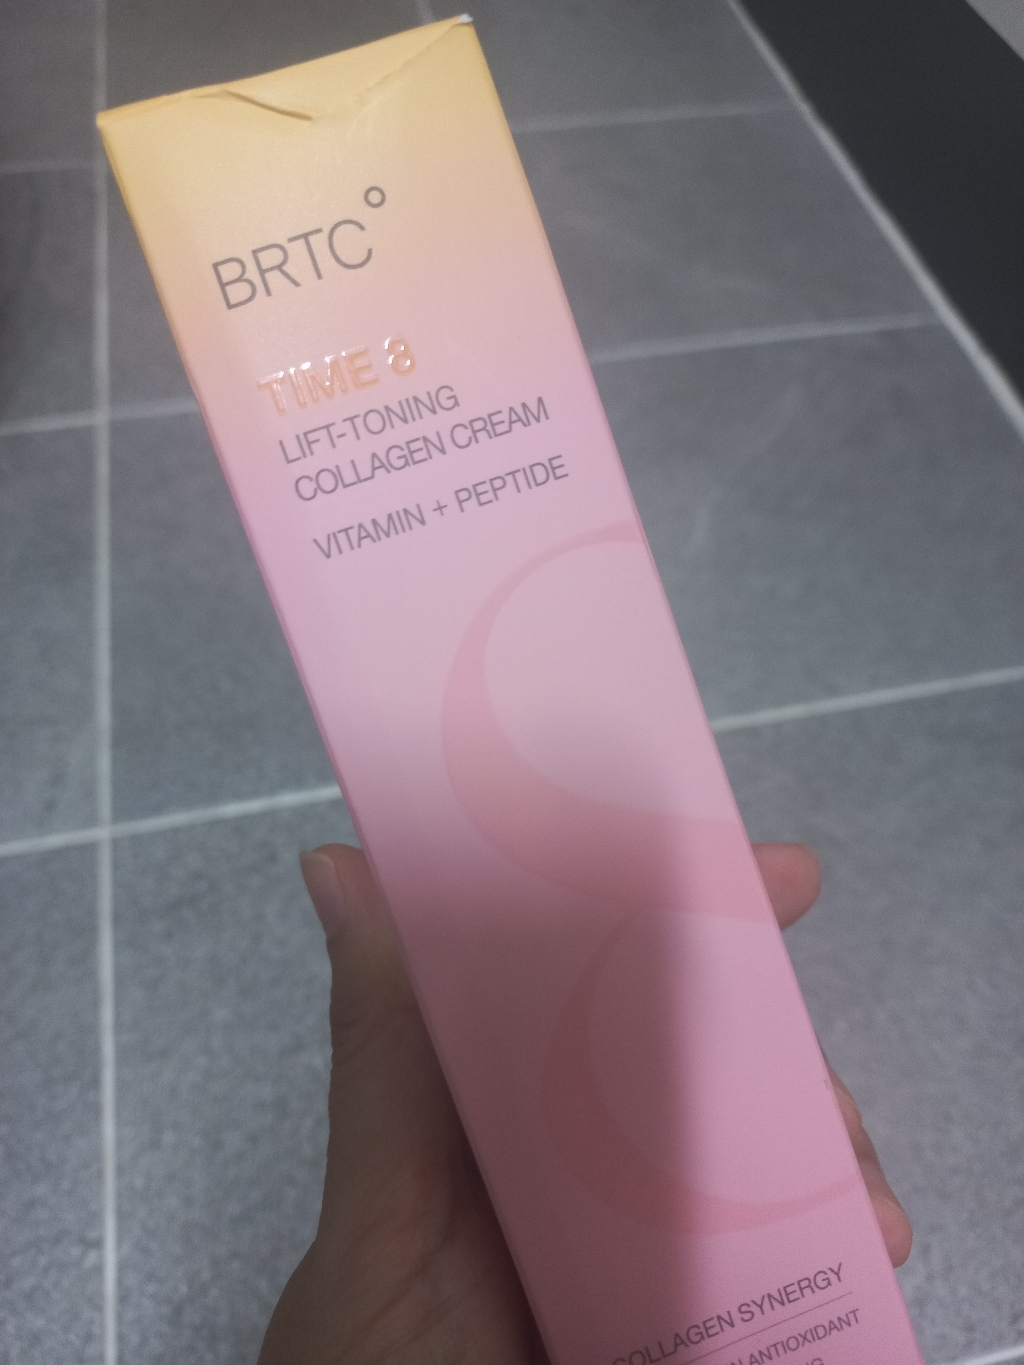 BRTC°
TIME 8
LIFT-TONING
COLLAGEN CREAM
VITAMIN + PEPTIDE
COLLAGEN SYNERGY
ANTIOXIDANT